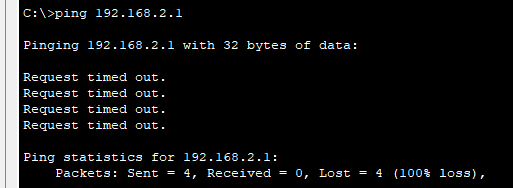 C:\>ping 192.168.2.1
Pinging 192.168.2.1 with 32 bytes of data:
Request timed out.
Request timed out.
Request timed out.
Request timed out.
Ping statistics for 192.168.2.1:
Packets: Sent = 4, Received = 0, Lost = 4 (100% loss),